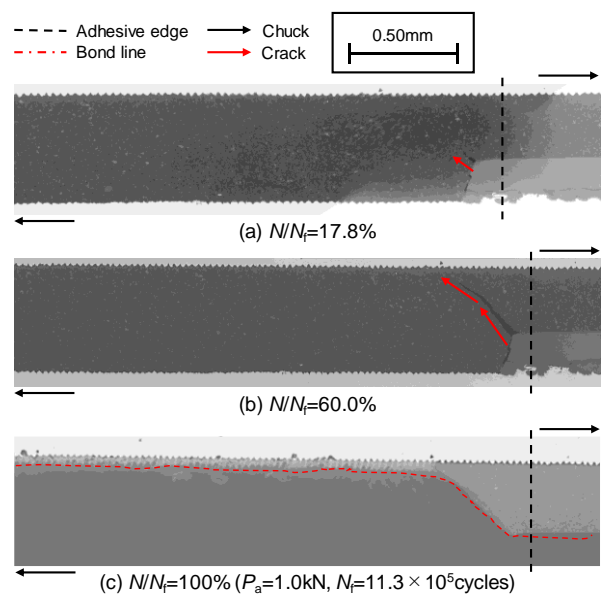 Adhesive edge
Chuck
0.50mm
Bond line
Crack
(a) N/Nf=17.8%
(b) N/Nf=60.0%
(c) N/Nf=100% (Pa=1.0kN, Nf=11.3 × 10⁵cycles)